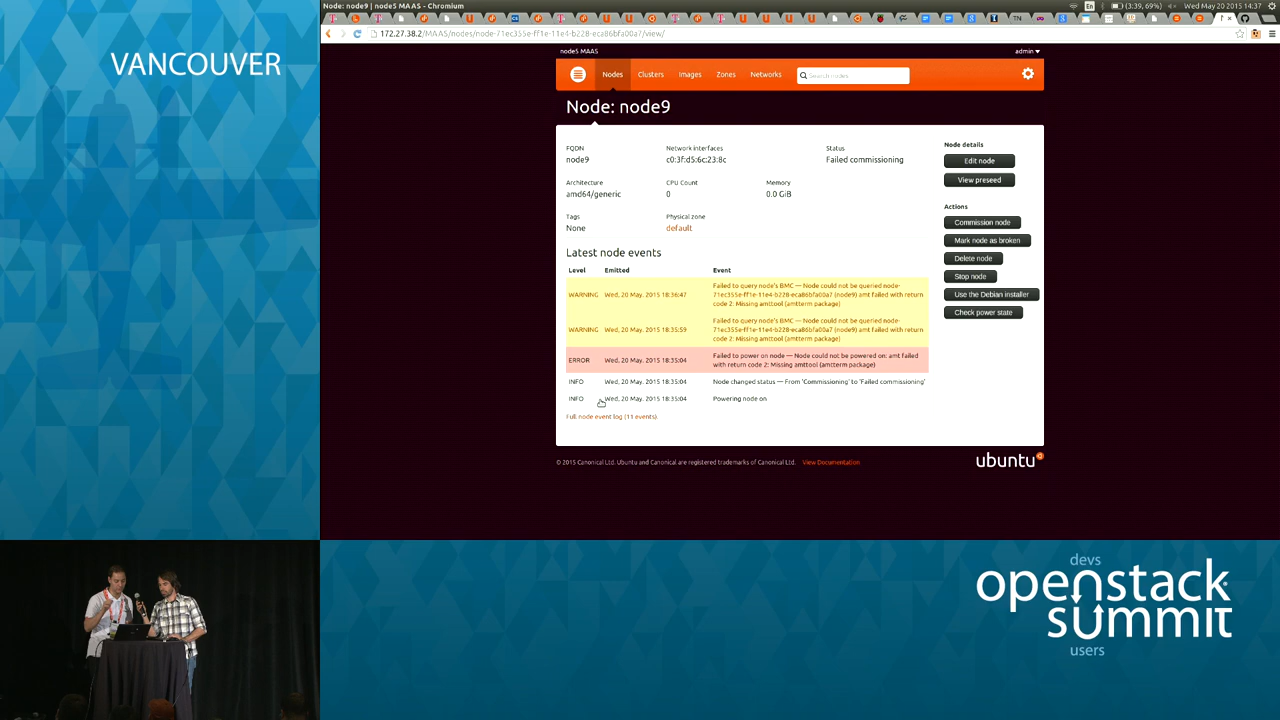 VANCOUVER
Node: node9 | node5 MAAS - Chromium
En
(3:39, 69%)
Wed May 20 2015 14:37
172.27.38.2/MAAS/nodes/node-71ec355e-ff1e-11e4-b228-eca86bfa00a7/view/
node5 MAAS
admin
Nodes
Clusters
Images
Zones
Networks
Search nodes
Node: node9
FQDN
node9
Network interfaces
c0:3f:d5:6c:23:8c
Status
Failed commissioning
Architecture
amd64/generic
CPU Count
0
Memory
0.0 GiB
Tags
None
Physical zone
default
Node details
Edit node
View preseed
Actions
Commission node
Mark node as broken
Delete node
Stop node
Use the Debian installer
Check power state
Latest node events
Level Emitted Event
WARNING Wed, 20 May. 2015 18:36:47
Failed to query node's BMC — Node could not be queried node-
71ec355e-ff1e-11e4-b228-eca86bfa00a7 (node9) amt failed with return
code 2: Missing amttool (amtterm package)
WARNING Wed, 20 May. 2015 18:35:59
Failed to query node's BMC — Node could not be queried node-
71ec355e-ff1e-11e4-b228-eca86bfa00a7 (node9) amt failed with return
code 2: Missing amttool (amtterm package)
ERROR Wed, 20 May. 2015 18:35:04
Failed to power on node — Node could not be powered on: amt failed
with return code 2: Missing amttool (amtterm package)
INFO Wed, 20 May. 2015 18:35:04 Node changed status — From 'Commissioning' to 'Failed commissioning'
INFO Wed, 20 May. 2015 18:35:04 Powering node on
Full node event log (11 events)
© 2015 Canonical Ltd. Ubuntu and Canonical are registered trademarks of Canonical Ltd. View Documentation
ubuntu
devs
openstack
summit
users